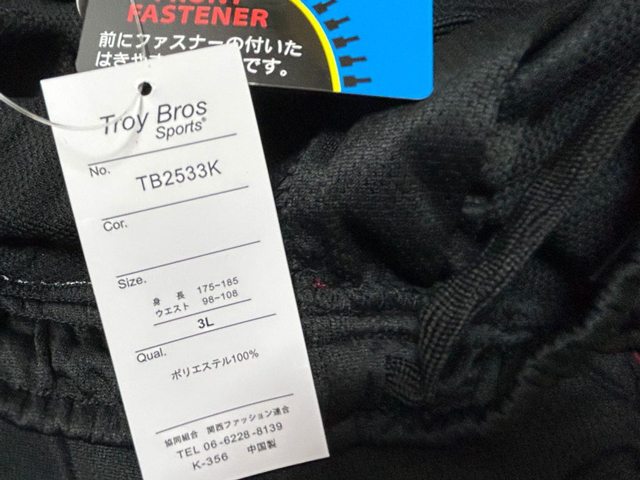 FASTENER
前にファスナーの付いた
です。
Troy Bros
Sports®
No.
TB2533K
Cor.
Size.
身 長 175~185
ウエスト 98~108
3L
Qual.
ポリエステル100%
協同組合 関西ファッション連合
TEL 06-6228-8139
K-356 中国製